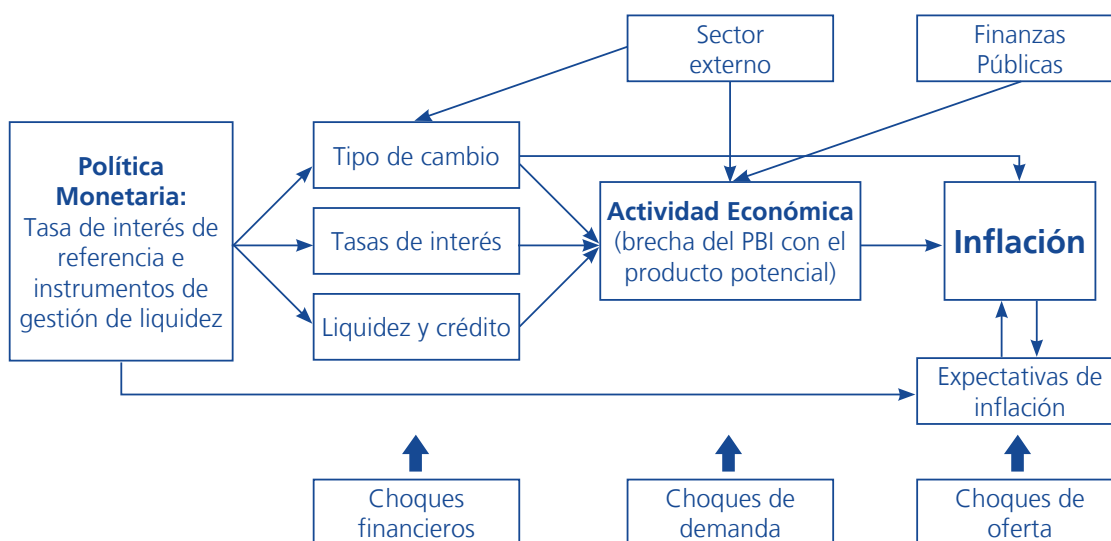 Sector
externo
Finanzas
Públicas
Política
Monetaria:
Tasa de interés de
referencia e
instrumentos de
gestión de liquidez
Tipo de cambio
Tasas de interés
Liquidez y crédito
Actividad Económica
(brecha del PBI con el
producto potencial)
Inflación
Expectativas de
inflación
Choques
financieros
Choques de
demanda
Choques de
oferta